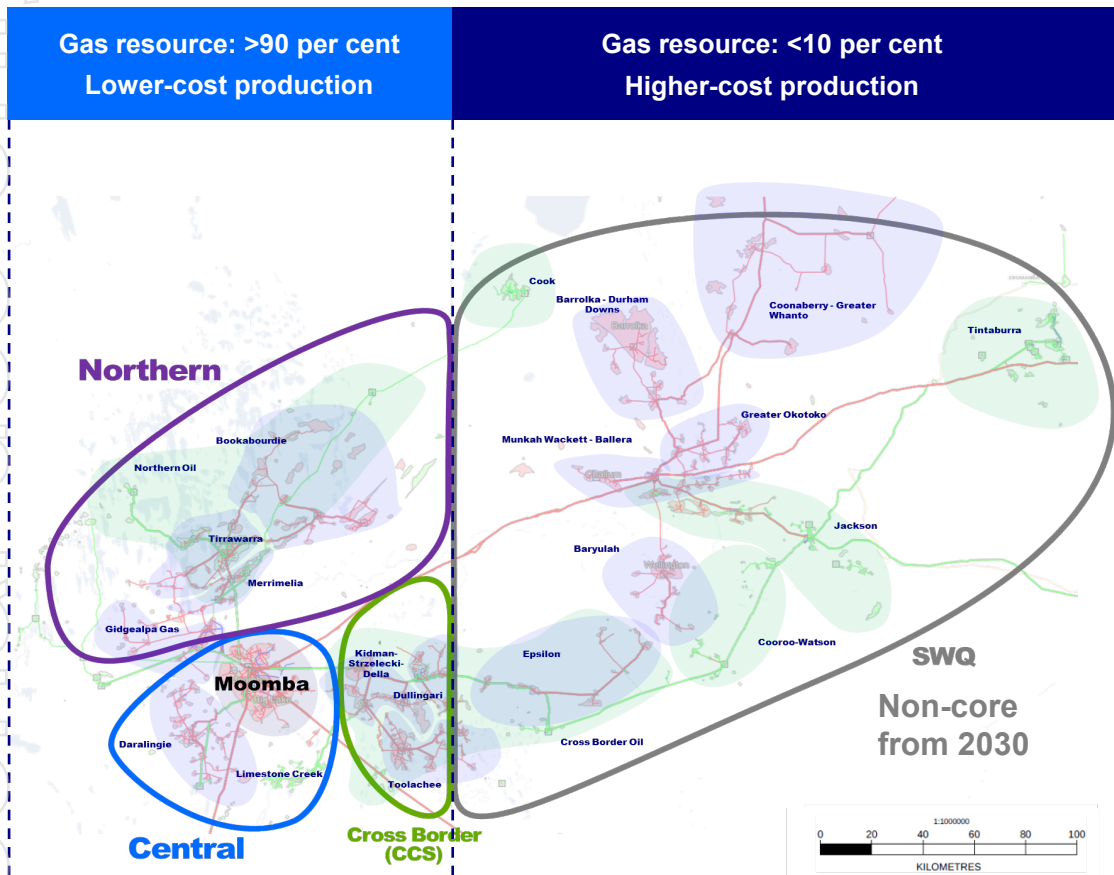 Gas resource: >90 per cent
Lower-cost production
Gas resource: <10 per cent
Higher-cost production
Cook
Barrolka - Durham
Downs
Barrolka
Coonaberry - Greater
Whanto
Tintaburra
Northern
Greater Okotoko
Bookabourdie
Munkah Wackett - Ballera
Northern Oil
Challum
Jackson
Tirrawarra
Baryulah
Wellington
Merrimelia
Gidgealpa Gas
Cooroo-Watson
Kidman-
Strzelecki-
Della
Epsilon
SWQ
Moomba
Dullingari
Non-core
from 2030
Daralingie
Cross Border Oil
Limestone Creek
Toolachee
Central
Cross Border
(CCS)
1:1000000
0 20 40 60 80 100
KILOMETRES